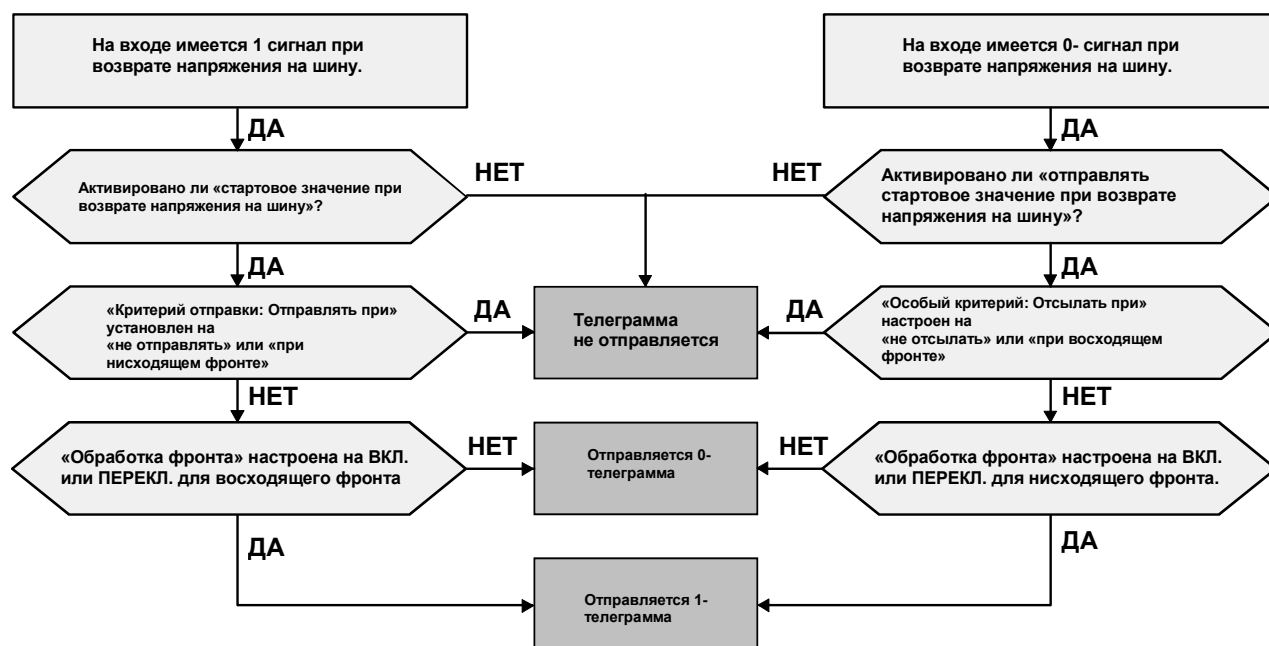 На входе имеется 1 сигнал при
возврате напряжения на шину.
На входе имеется 0- сигнал при
возврате напряжения на шину.
ДА
ДА
Активировано ли «стартовое значение при
возврате напряжения на шину»?
НЕТ
НЕТ
Активировано ли «отправлять
стартовое значение при возврате
напряжения на шину»?
ДА
ДА
«Критерий отправки: Отправлять при»
установлен на
«не отправлять» или «при
нисходящем фронте»
ДА
Телеграмма
не отправляется
ДА
«Особый критерий: Отсылать при»
настроен на
«не отсылать» или «при восходящем
фронте»
НЕТ
НЕТ
«Обработка фронта» настроена на ВКЛ.
или ПЕРЕКЛ. для восходящего фронта
НЕТ
Отправляется 0-
телеграмма
НЕТ
«Обработка фронта» настроена на ВКЛ.
или ПЕРЕКЛ. для нисходящего фронта.
ДА
ДА
Отправляется 1-
телеграмма